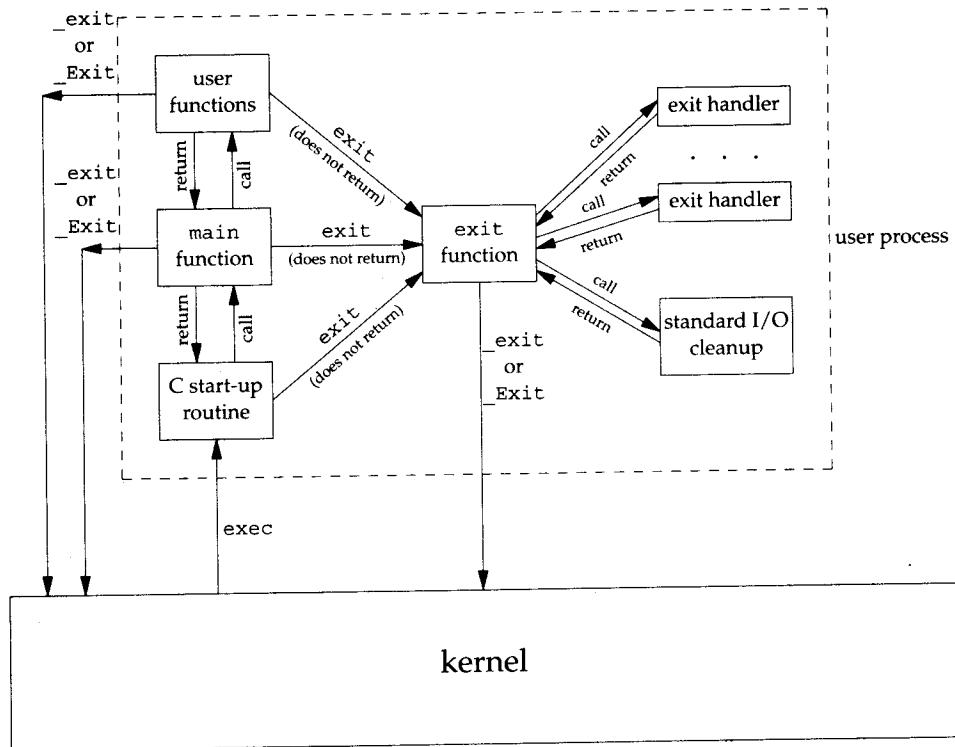 _exit
or
_Exit
user
functions
exit
(does not return)
return
call
_exit
or
_Exit
main
function
exit
(does not return)
exit
function
return
call
exit
(does not return)
C start-up
routine
call
return
exit handler
. . .
call
return
exit handler
user process
call
return
standard I/O
cleanup
_exit
or
_Exit
exec
kernel